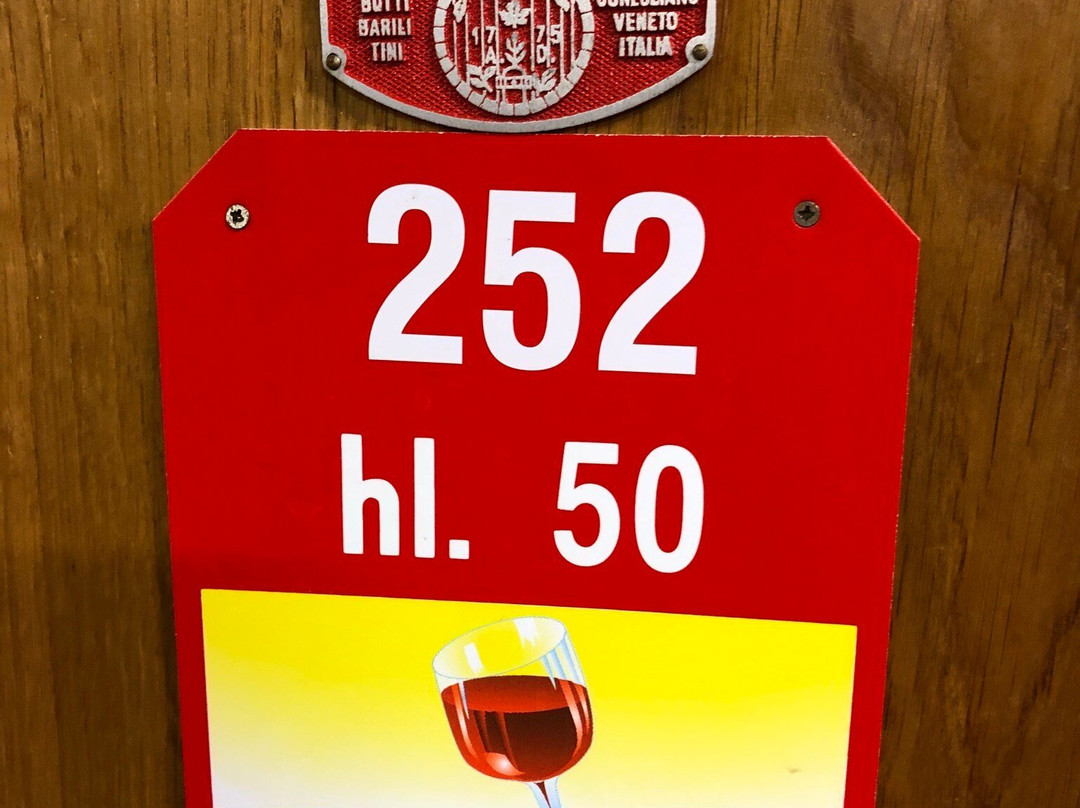 BOTTI
BARILI
TINI
17 75
A. D.
CONEGLIANO
VENETO
ITALIA
252
hl. 50